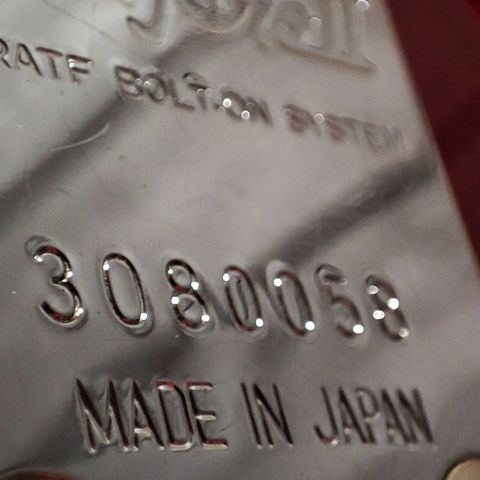 RATE BOLT-ON SYSTEM
3080058
MADE IN JAPAN